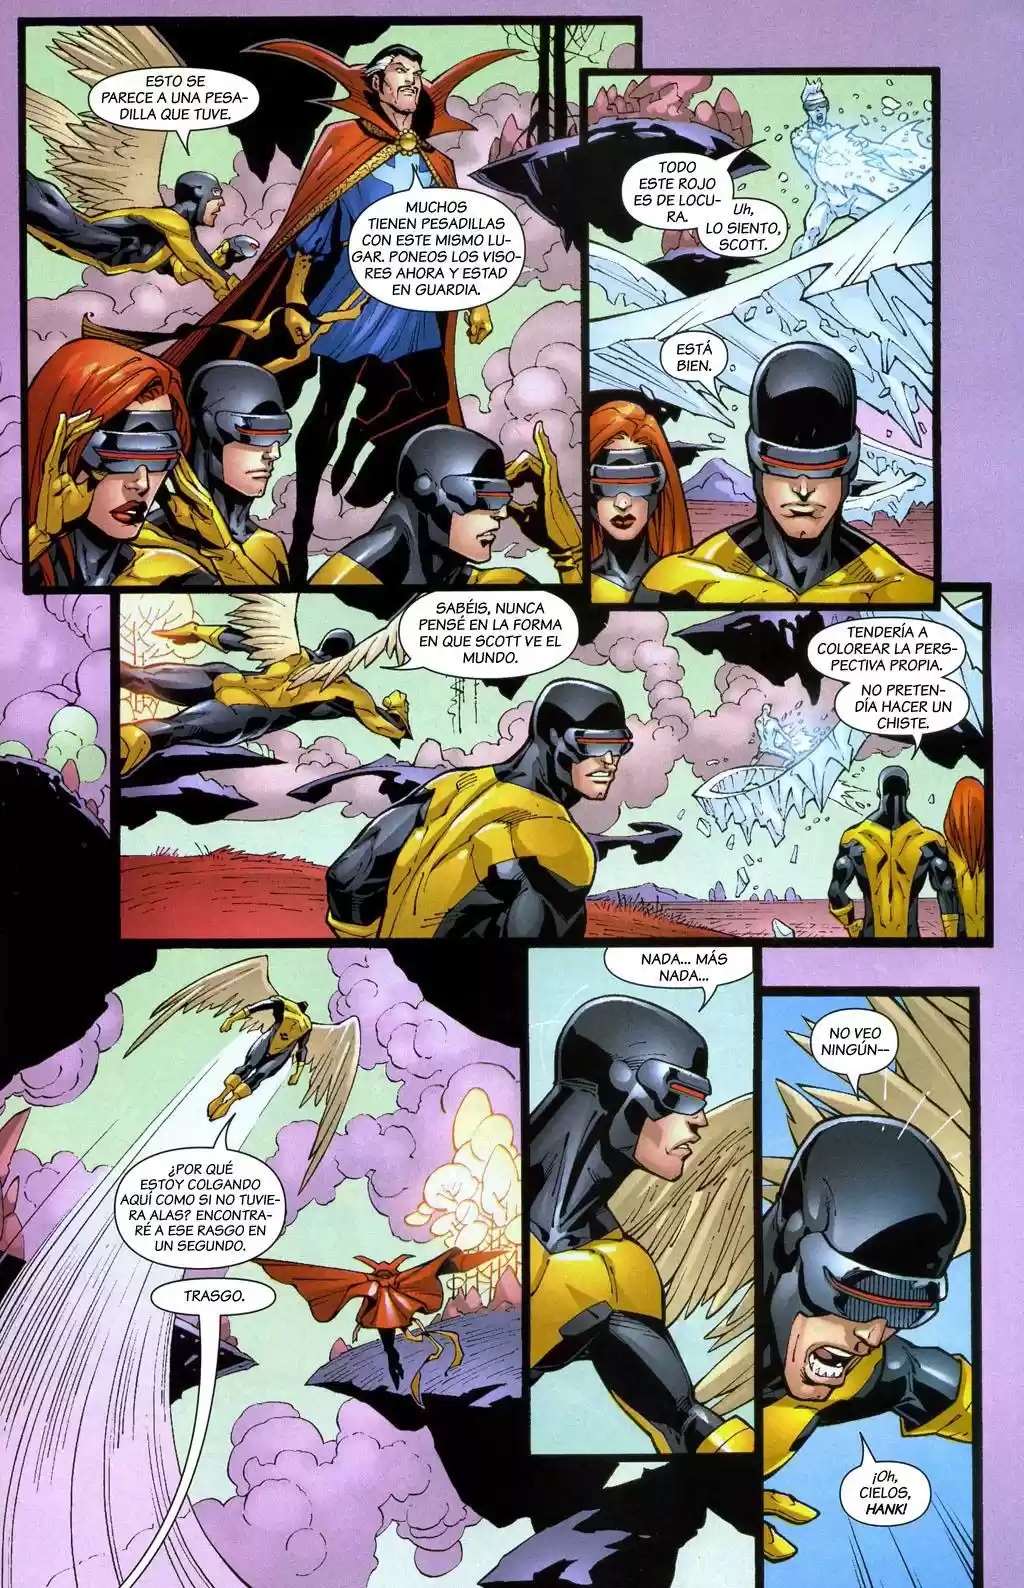 ESTO SE
PARECE A UNA PESA-
DILLA QUE TUVE.
MUCHOS
TIENEN PESADILLAS
CON ESTE MISMO LU-
GAR. PONEOS LOS VISO-
RES AHORA Y ESTAD
EN GUARDIA.
TODO
ESTE ROJO
ES DE LOCU-
RA.
Uh,
LO SIENTO,
SCOTT.
ESTÁ
BIEN.
SABÉIS, NUNCA
PENSÉ EN LA FORMA
EN QUE SCOTT VE EL
MUNDO.
TENDERÍA A
COLOREAR LA PERS-
PECTIVA PROPIA.
NO PRETEN-
DÍA HACER UN
CHISTE.
¿POR QUÉ
ESTOY COLGANDO
AQUÍ COMO SI NO TUVIE-
RA ALAS? ENCONTRA-
RÉ A ESE RASGO EN
UN SEGUNDO.
TRASGO.
NADA... MÁS
NADA...
NO VEO
NINGÚN--
¡Oh,
CIELOS,
HANK!